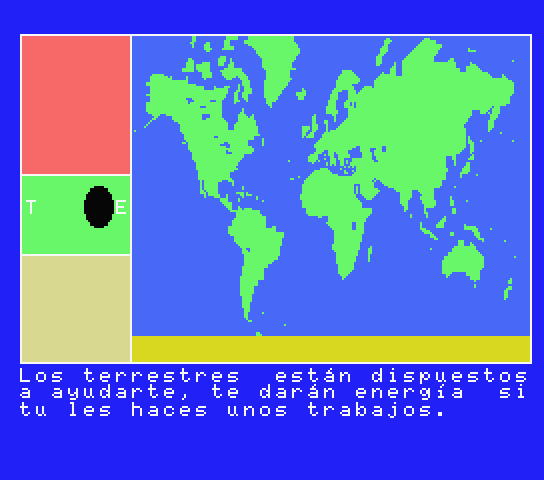 T E
Los terrestres  están dispuestos
a ayudarte, te darán energía  si
tu les haces unos trabajos.